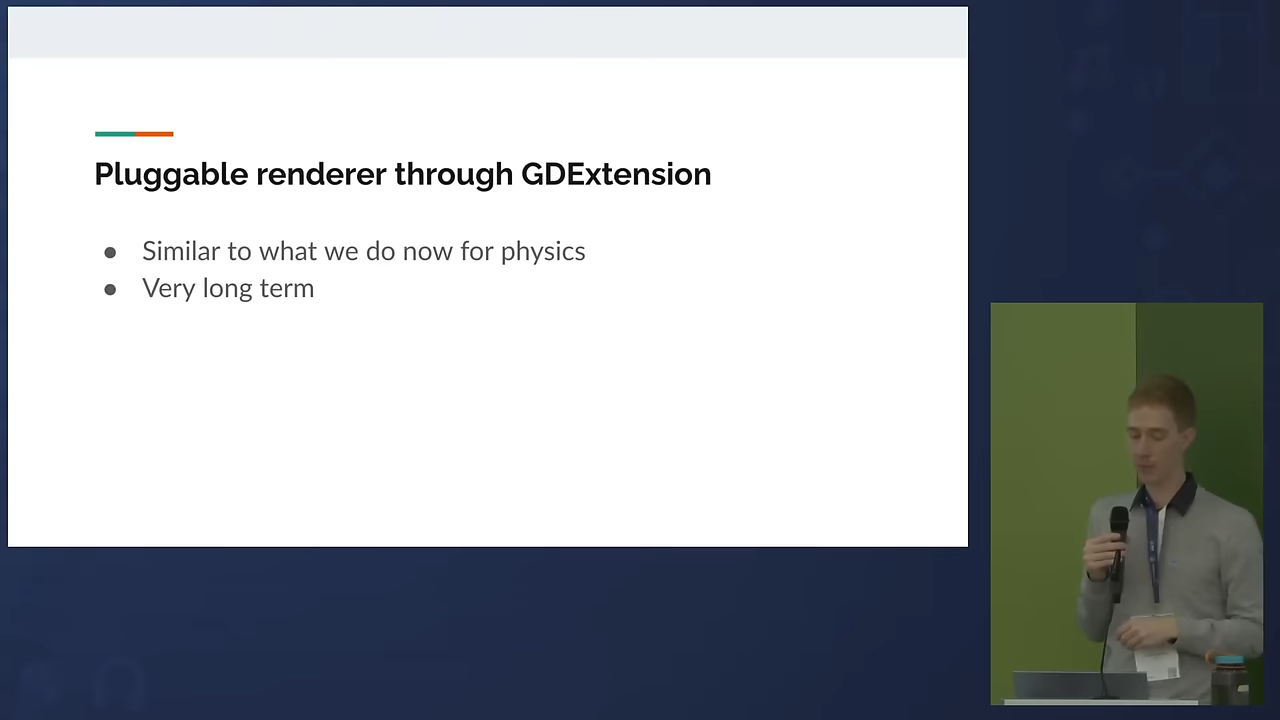 Pluggable renderer through GDExtension
● Similar to what we do now for physics
● Very long term